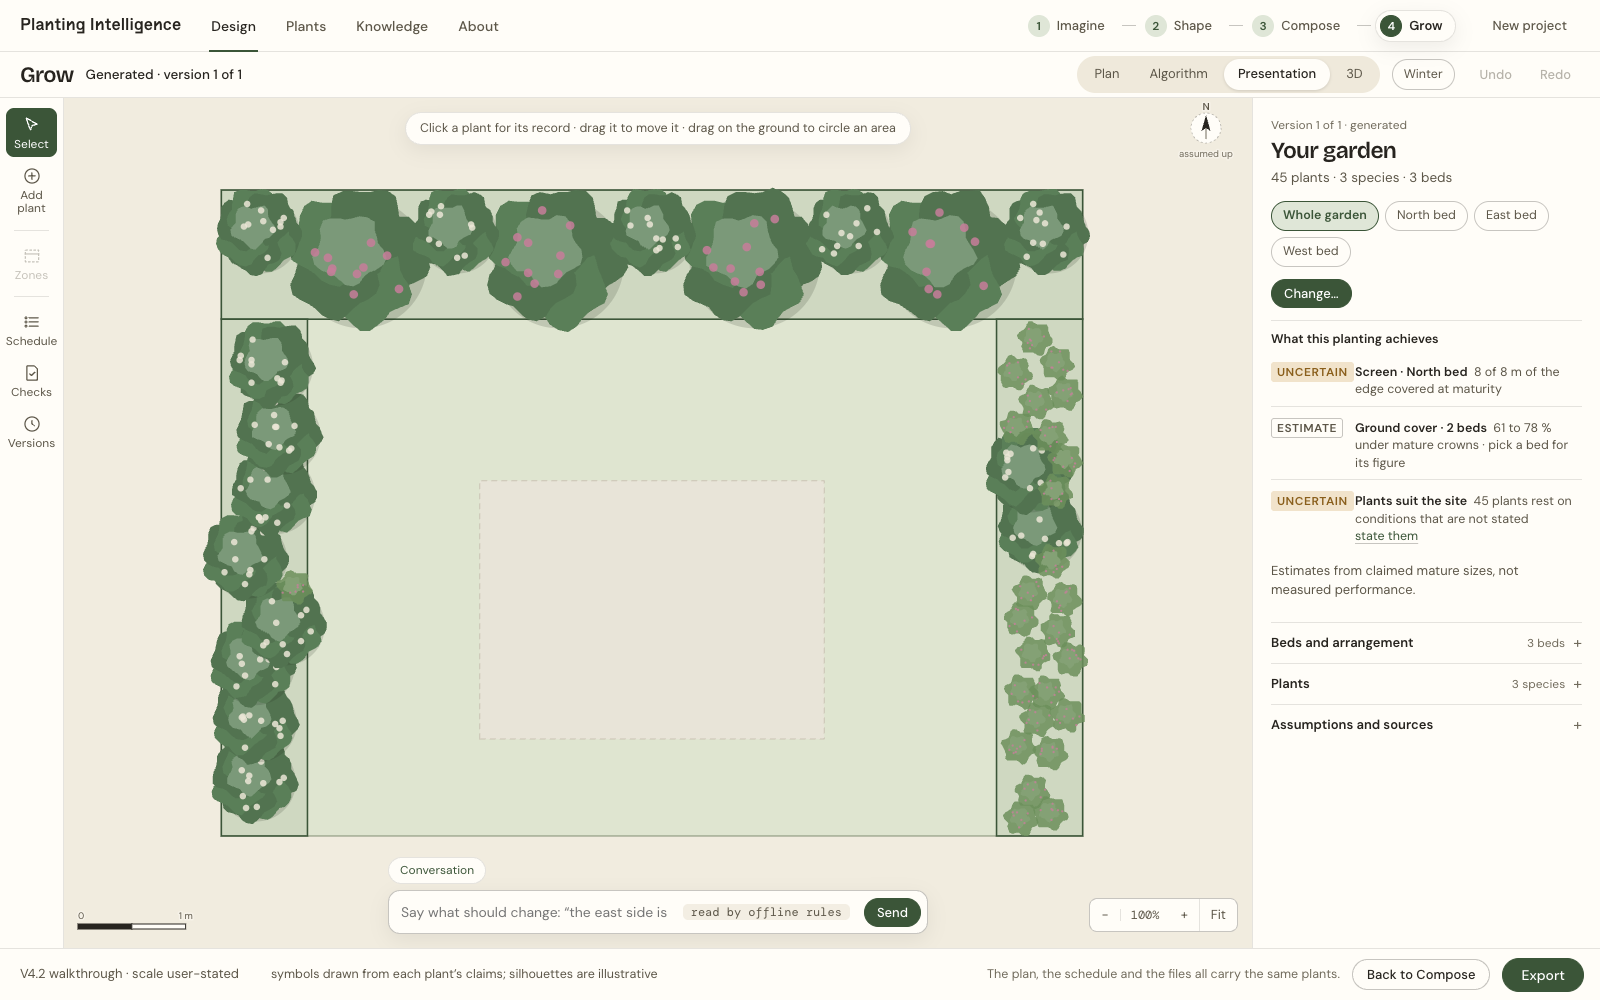 Planting Intelligence
Design
Plants
Knowledge
About
1 Imagine
2 Shape
3 Compose
4 Grow
New project
Grow
Generated · version 1 of 1
Plan
Algorithm
Presentation
3D
Winter
Undo
Redo
Select
Add
plant
Zones
Schedule
Checks
Versions
Click a plant for its record · drag it to move it · drag on the ground to circle an area
N
assumed up
Version 1 of 1 · generated
Your garden
45 plants · 3 species · 3 beds
Whole garden
North bed
East bed
West bed
Change…
What this planting achieves
UNCERTAIN Screen · North bed 8 of 8 m of the
edge covered at maturity
ESTIMATE Ground cover · 2 beds 61 to 78 %
under mature crowns · pick a bed for
its figure
UNCERTAIN Plants suit the site 45 plants rest on
conditions that are not stated
state them
Estimates from claimed mature sizes, not
measured performance.
Beds and arrangement 3 beds +
Plants 3 species +
Assumptions and sources +
Conversation
Say what should change: “the east side is
read by offline rules
Send
0 1 m
− 100% + Fit
V4.2 walkthrough · scale user-stated
symbols drawn from each plant’s claims; silhouettes are illustrative
The plan, the schedule and the files all carry the same plants.
Back to Compose
Export